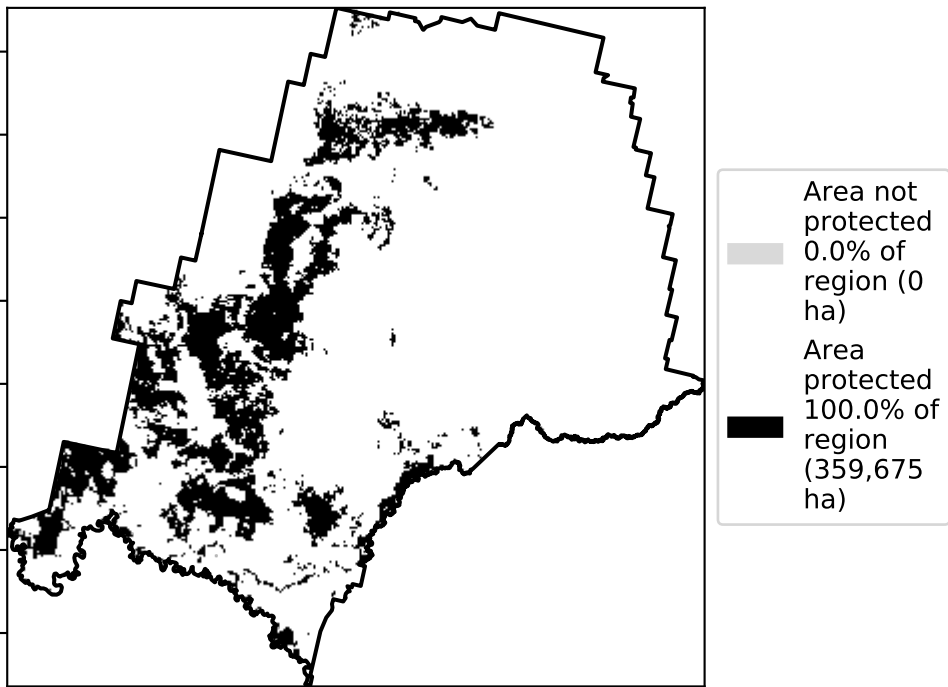 Area not
protected
0.0% of
region (0
ha)
Area
protected
100.0% of
region
(359,675
ha)